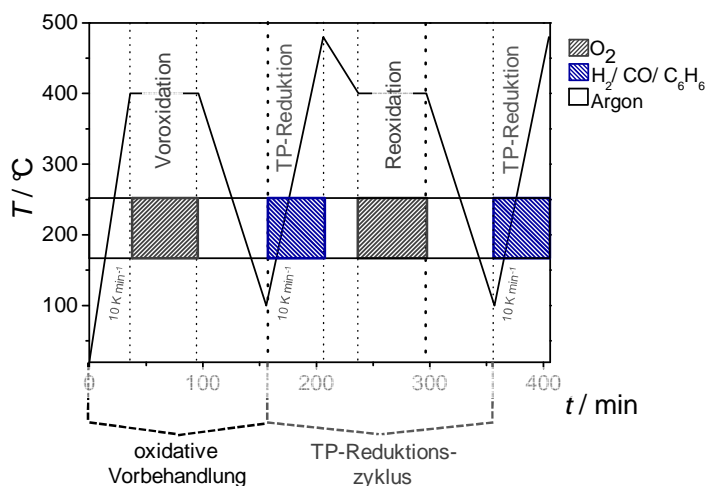 500
400
300
200
100
T / °C
Voroxidation
TP-Reduktion
Reoxidation
TP-Reduktion
10 K min⁻¹
10 K min⁻¹
10 K min⁻¹
O₂
H₂/ CO/ C₆H₆
Argon
0
100
200
300
400
t / min
oxidative
Vorbehandlung
TP-Reduktions-
zyklus